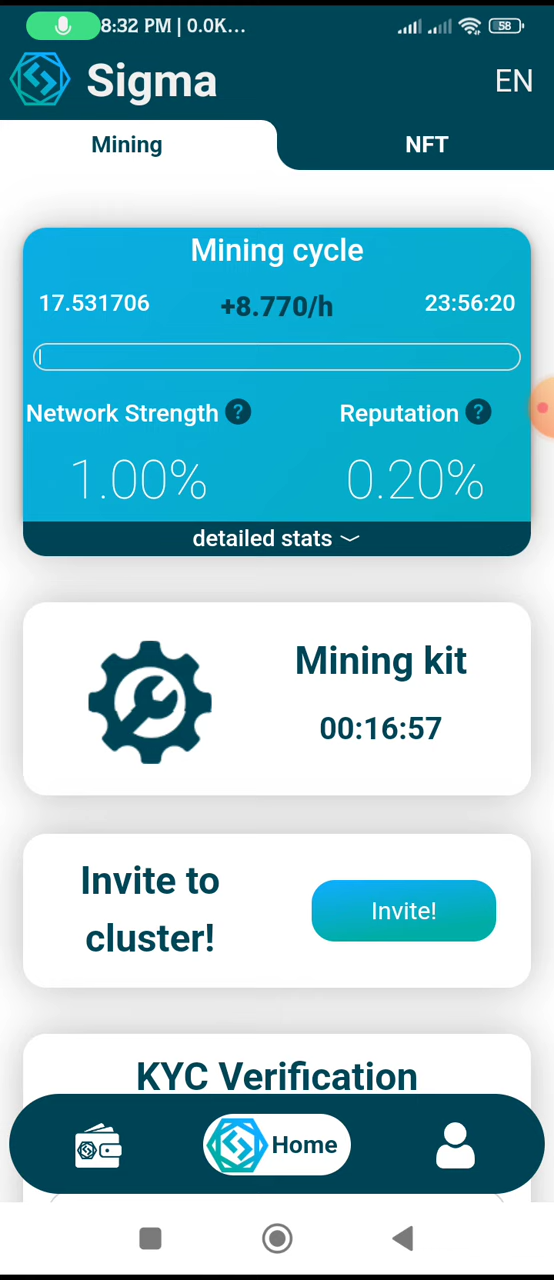 8:32 PM | 0.0K...
58
Sigma
EN
Mining
NFT
Mining cycle
17.531706
+8.770/h
23:56:20
Network Strength ?
Reputation ?
1.00%
0.20%
detailed stats
Mining kit
00:16:57
Invite to
cluster!
Invite!
KYC Verification
Home